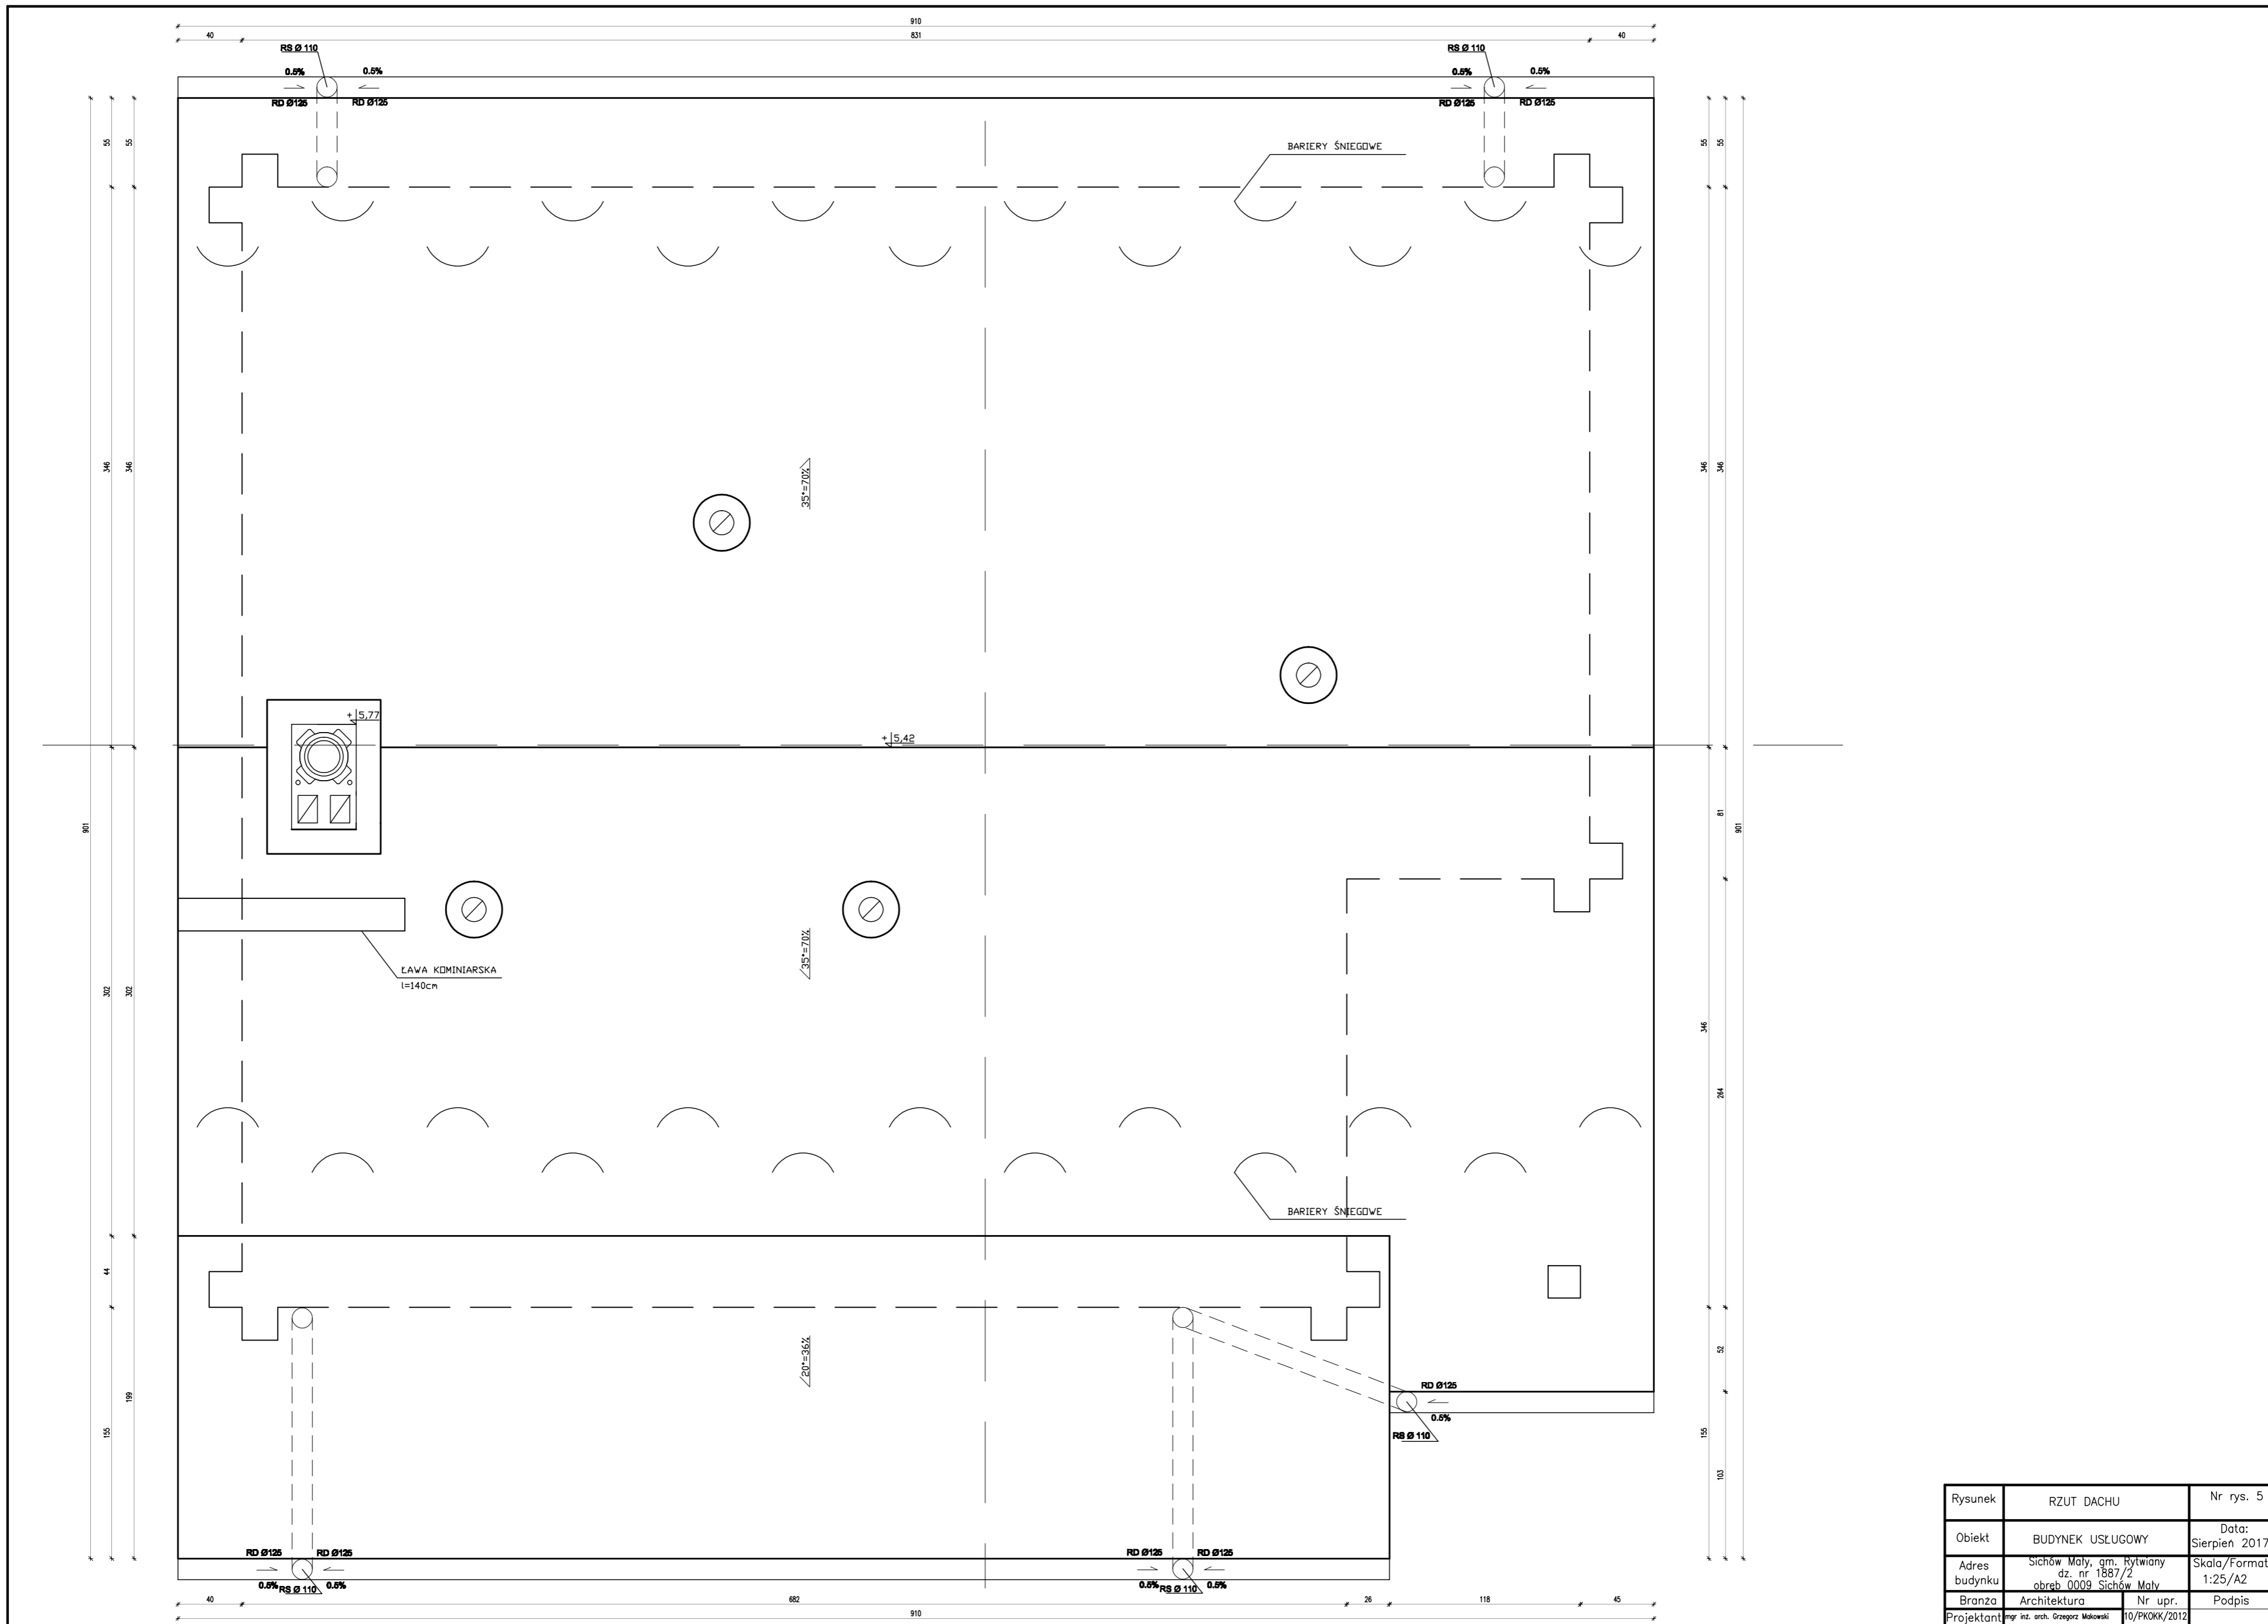 910
40
831
40
RS Ø 110
RS Ø 110
0.5%
0.5%
0.5%
0.5%
RD Ø125
RD Ø125
RD Ø125
RD Ø125
55
55
55
55
BARIERY ŚNIEGOWE
346
346
346
346
35°=70%
+ 5,77
+ 5,42
901
81
901
ŁAWA KOMINIARSKA
l=140cm
35°=70%
302
302
346
264
BARIERY ŚNIEGOWE
44
20°=36%
52
199
155
155
103
RD Ø125
0.5%
RS Ø 110
RD Ø125
RD Ø125
RD Ø125
RD Ø125
0.5%
RS Ø 110
0.5%
0.5%
RS Ø 110
0.5%
40
682
26
118
45
910
Rysunek
RZUT DACHU
Nr rys. 5
Obiekt
BUDYNEK USŁUGOWY
Data:
Sierpień 2017
Adres
budynku
Sichów Mały, gm. Rytwiany
dz. nr 1887/2
obręb 0009 Sichów Mały
Skala/Format
1:25/A2
Branża
Architektura
Nr upr.
Podpis
Projektant
mgr inż. arch. Grzegorz Makowski
10/PKOKK/2012